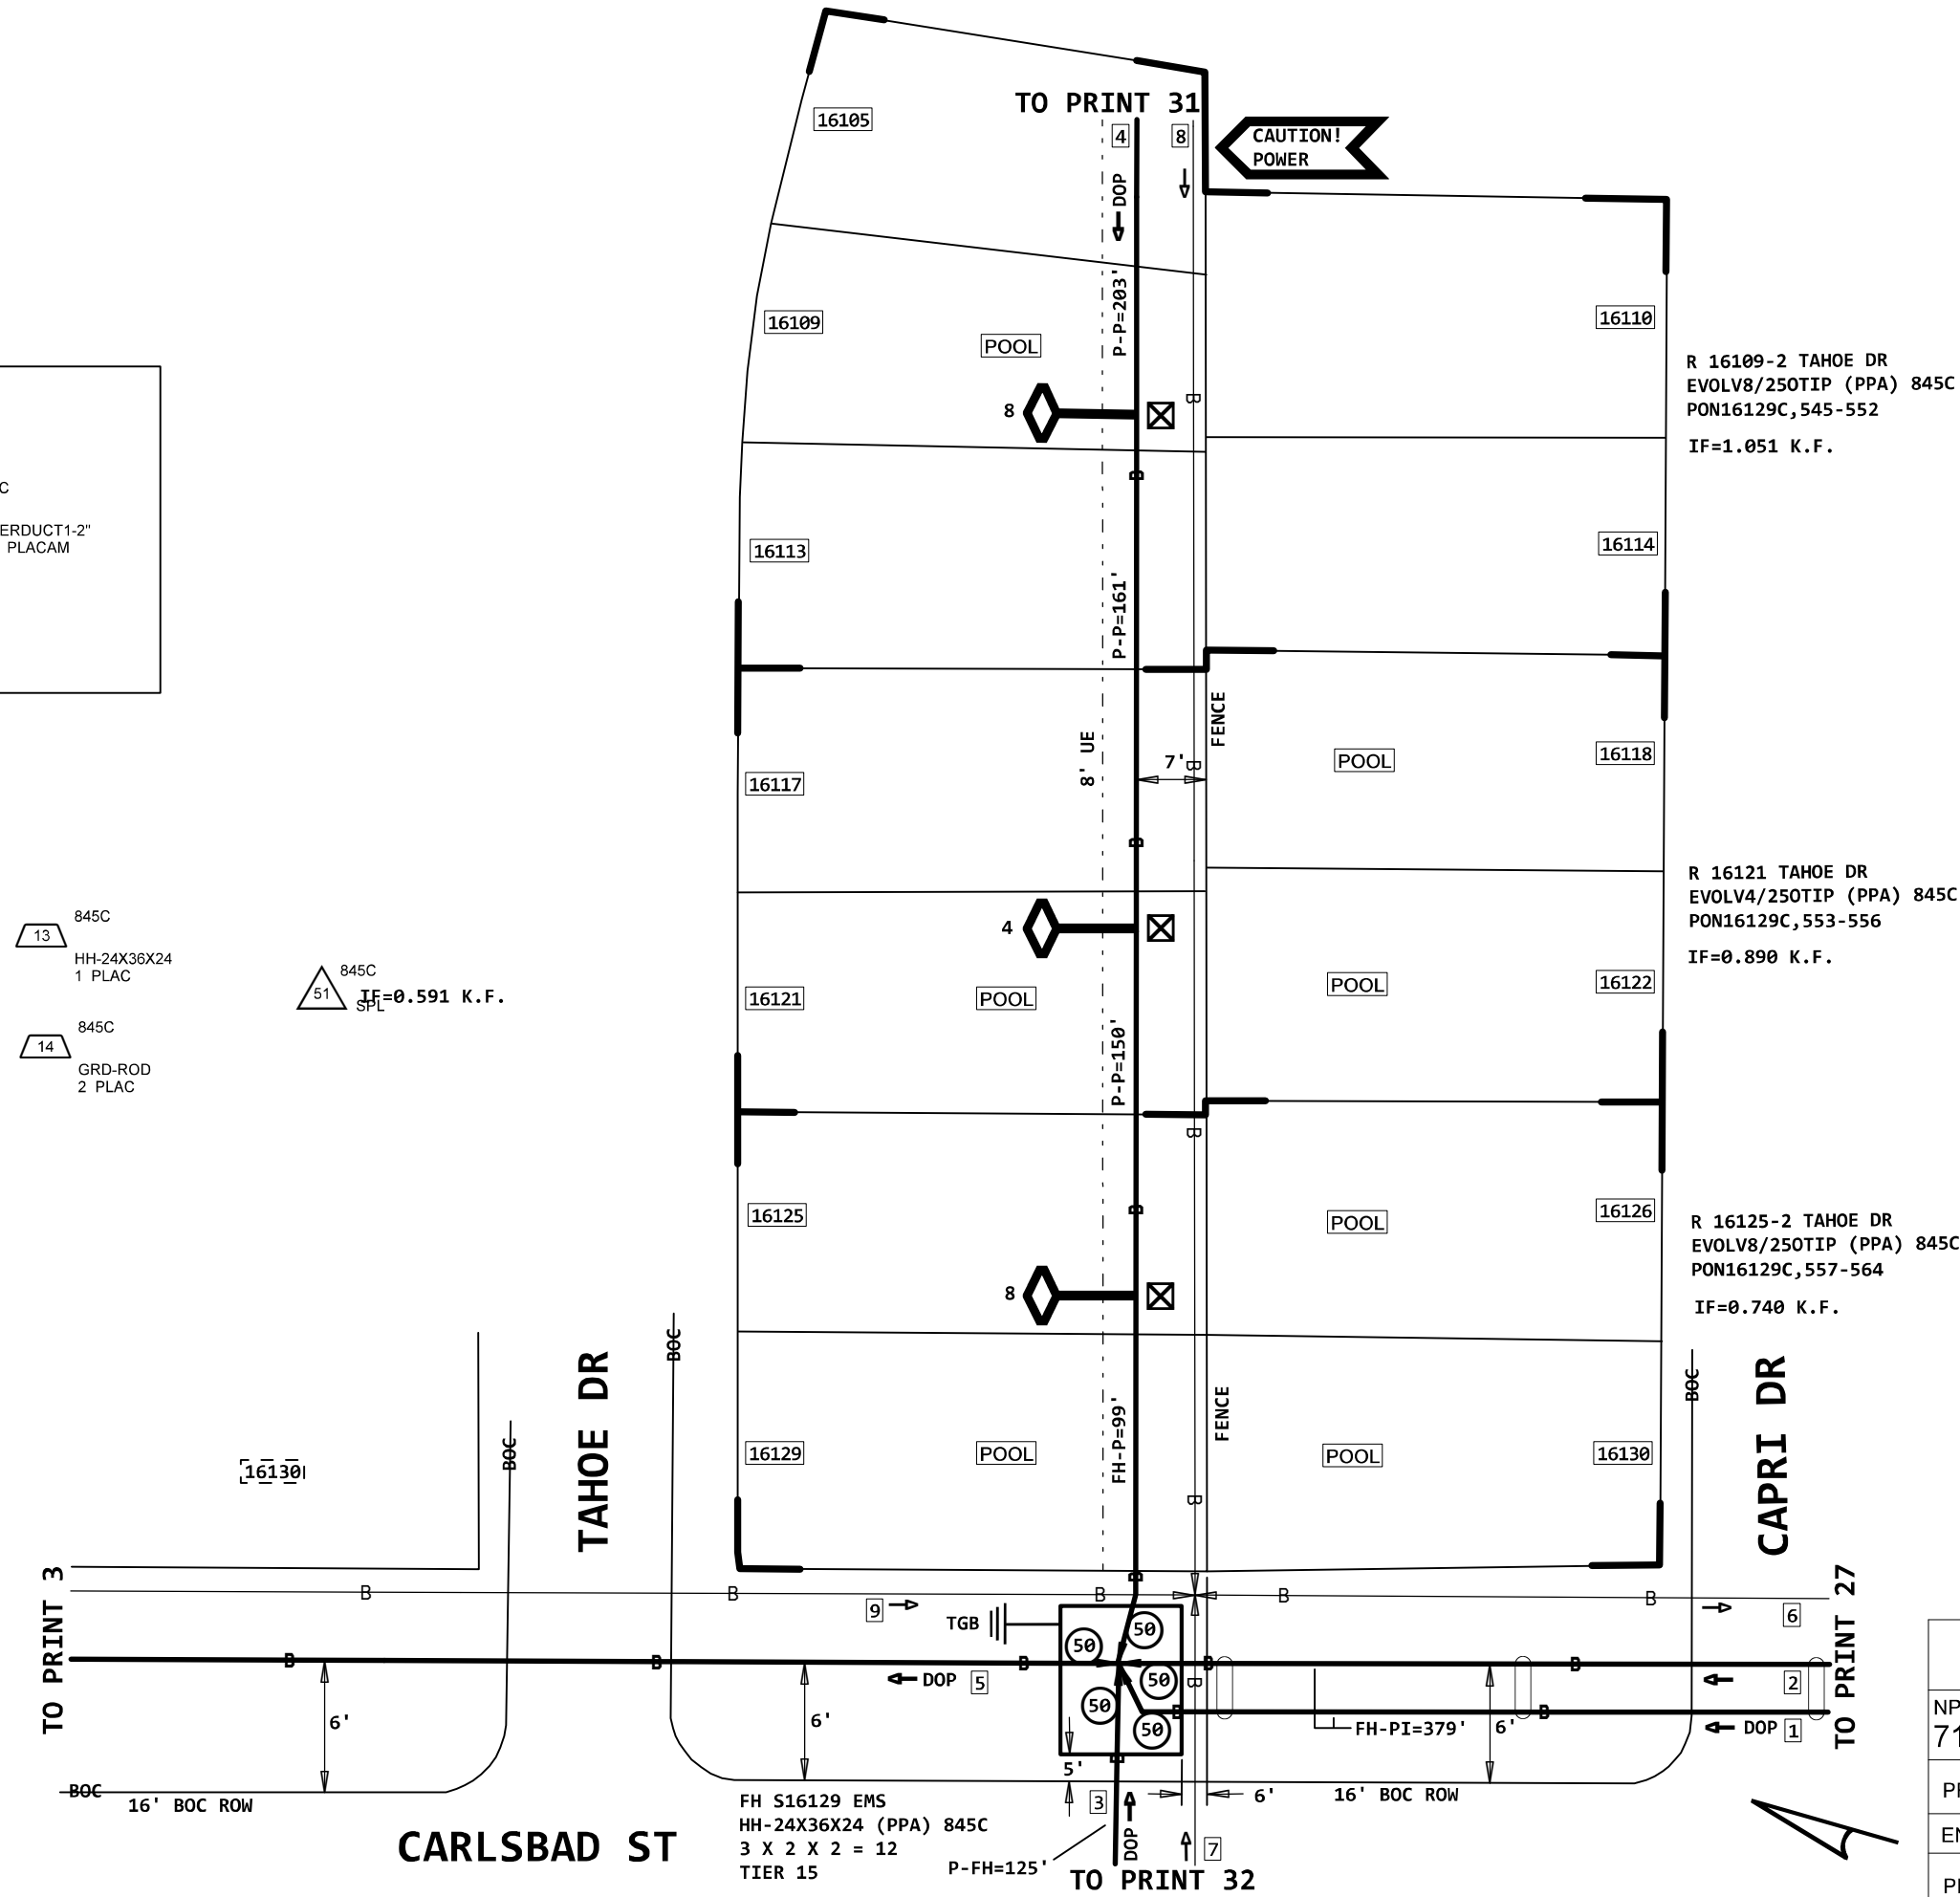 TO PRINT 31
16105
4
8
CAUTION!
POWER
DOP
P-P=203'
16109
POOL
16110
8
B
R 16109-2 TAHOE DR
EVOLV8/25OTIP (PPA) 845C
PON16129C,545-552
IF=1.051 K.F.
C
ERDUCT1-2"
PLACAM
B
16113
16114
P-P=161'
FENCE
8' UE
7'
B
16117
POOL
16118
B
R 16121 TAHOE DR
EVOLV4/25OTIP (PPA) 845C
PON16129C,553-556
IF=0.890 K.F.
4
845C
13
HH-24X36X24
1 PLAC
845C
51
SPL
IF=0.591 K.F.
16121
POOL
POOL
16122
845C
14
GRD-ROD
2 PLAC
P-P=150'
B
16125
B
POOL
16126
R 16125-2 TAHOE DR
EVOLV8/25OTIP (PPA) 845C
PON16129C,557-564
IF=0.740 K.F.
8
BOC
TAHOE DR
BOC
FH-P=99'
FENCE
BOC
CAPRI DR
16130
16129
POOL
POOL
16130
B
TO PRINT 3
B
B
B
B
B
B
TO PRINT 27
9
TGB
50
50
50
50
50
6
B
B
B
B
B
DOP
5
B
2
B
B
DOP
1
6'
6'
FH-PI=379'
6'
B
5'
BOC
16' BOC ROW
3
6'
16' BOC ROW
FH S16129 EMS
HH-24X36X24 (PPA) 845C
3 X 2 X 2 = 12
TIER 15
CARLSBAD ST
P-FH=125'
DOP
7
TO PRINT 32
NP
71
P
EN